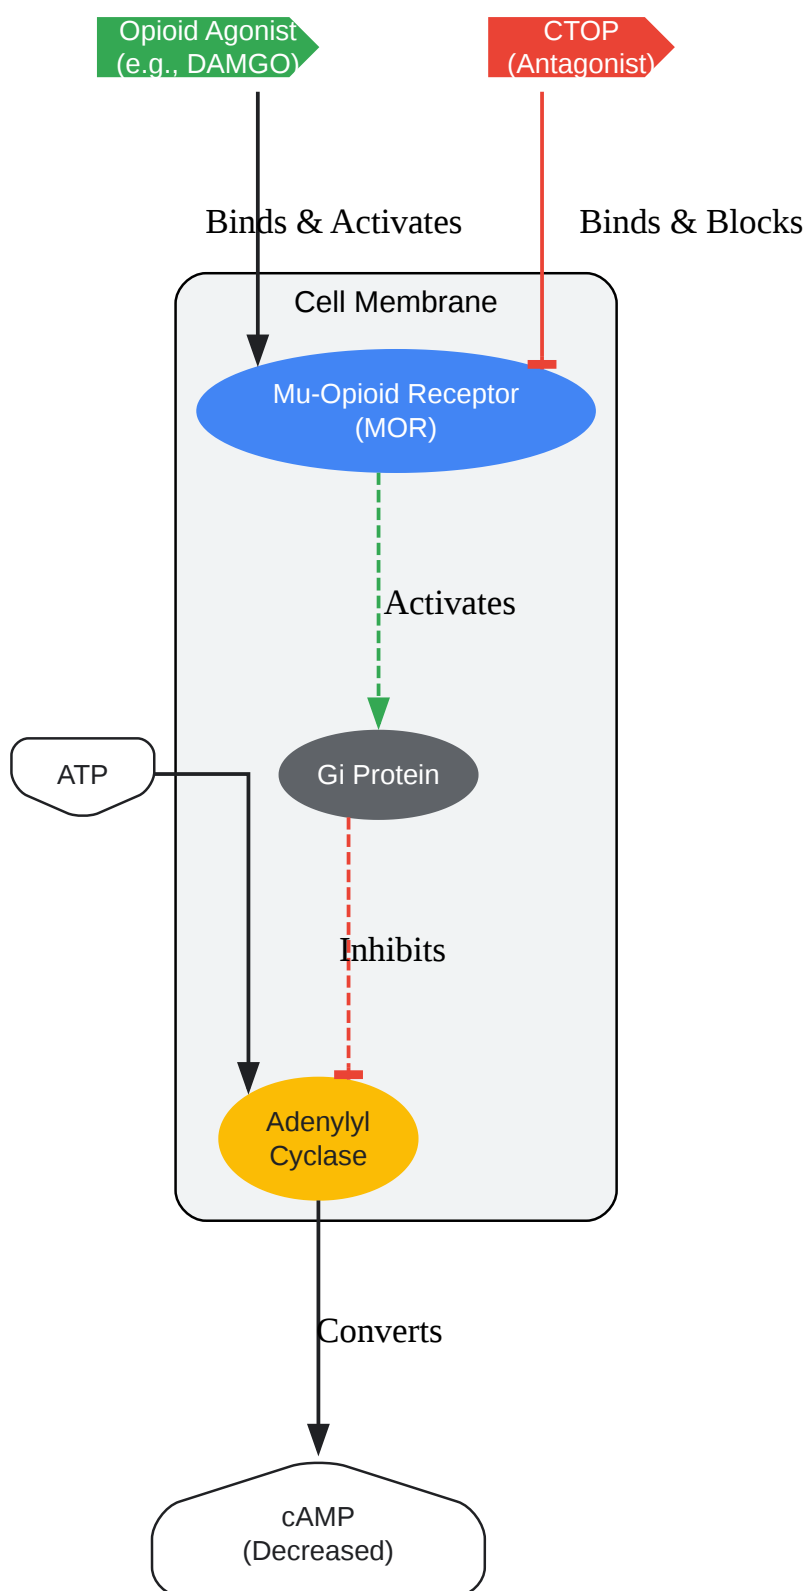 Opioid Agonist
(e.g., DAMGO)
CTOP
(Antagonist)
Binds & Activates
Binds & Blocks
Cell Membrane
Mu-Opioid Receptor
(MOR)
Activates
ATP
Gi Protein
Inhibits
Adenylyl
Cyclase
Converts
cAMP
(Decreased)